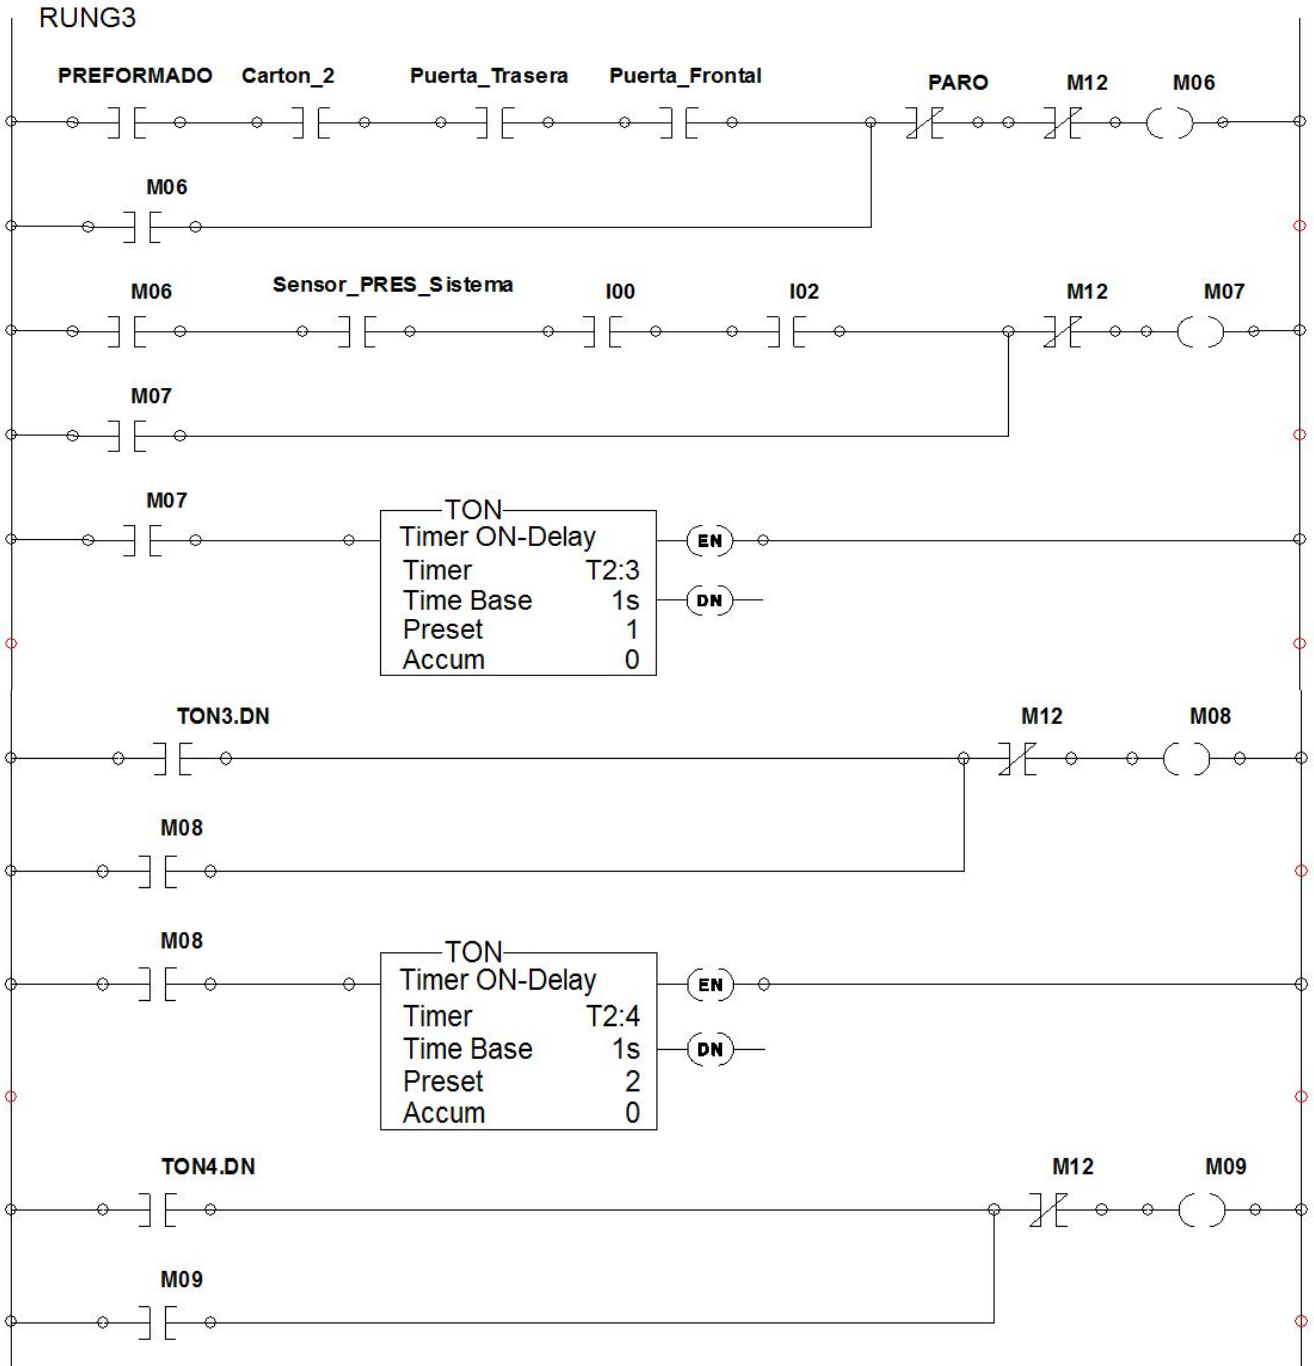 RUNG3
PREFORMADO Carton_2 Puerta_Trasera Puerta_Frontal PARO M12 M06
M06
M06 Sensor_PRES_Sistema I00 I02 M12 M07
M07
M07
TON
Timer ON-Delay EN
Timer T2:3
Time Base 1s DN
Preset 1
Accum 0
TON3.DN M12 M08
M08
M08
TON
Timer ON-Delay EN
Timer T2:4
Time Base 1s DN
Preset 2
Accum 0
TON4.DN M12 M09
M09